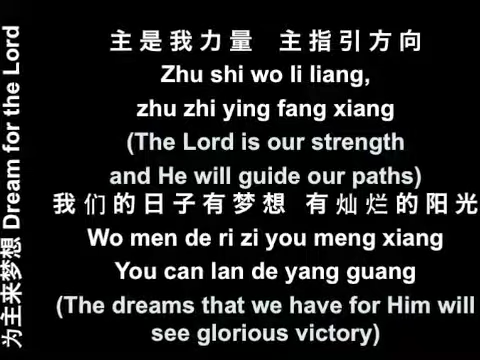 为主来梦想 Dream for the Lord
主是我力量 主指引方向
Zhu shi wo li liang,
zhu zhi ying fang xiang
(The Lord is our strength
and He will guide our paths)
我们的日子有梦想 有灿烂的阳光
Wo men de ri zi you meng xiang
You can lan de yang guang
(The dreams that we have for Him will
see glorious victory)